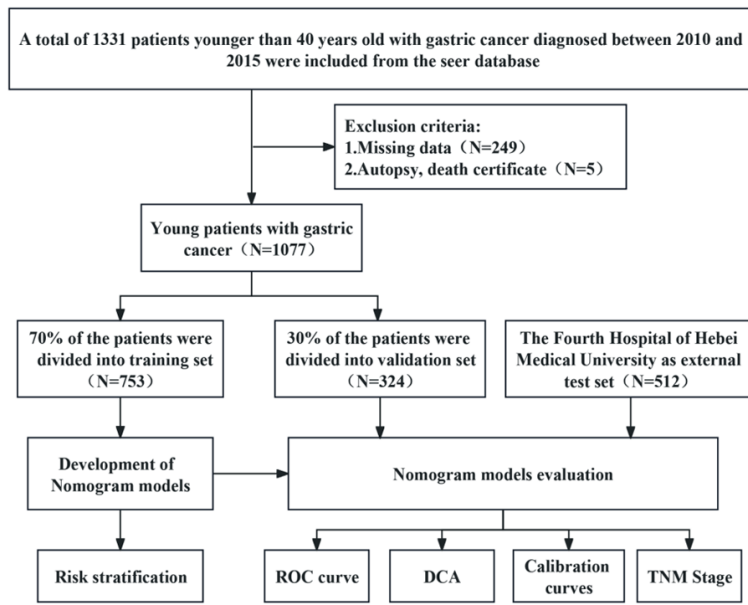 A total of 1331 patients younger than 40 years old with gastric cancer diagnosed between 2010 and
2015 were included from the seer database
Exclusion criteria:
1.Missing data（N=249）
2.Autopsy, death certificate（N=5）
Young patients with gastric
cancer（N=1077）
70% of the patients were
divided into training set
（N=753）
30% of the patients were
divided into validation set
（N=324）
The Fourth Hospital of Hebei
Medical University as external
test set（N=512）
Development of
Nomogram models
Nomogram models evaluation
Risk stratification
ROC curve
DCA
Calibration
curves
TNM Stage